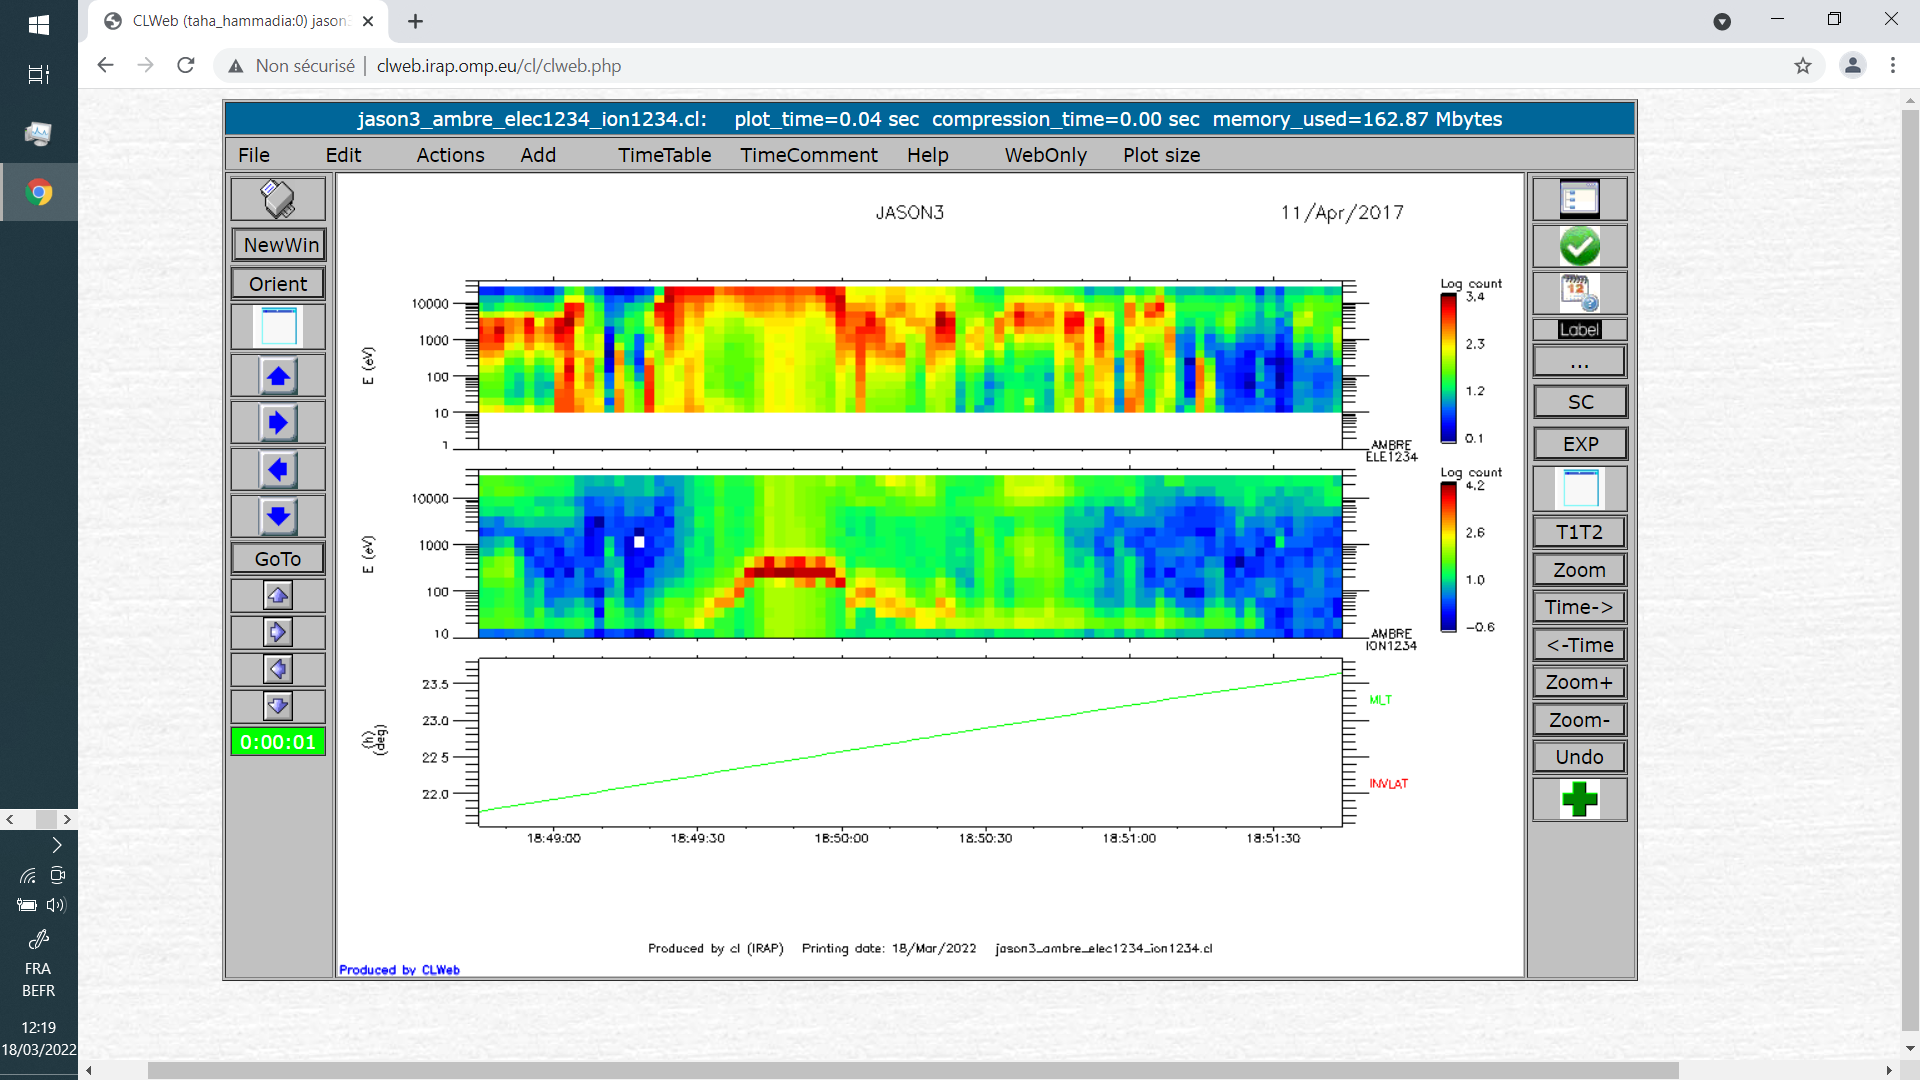 CLWeb (taha_hammadia:0) jason3
Non sécurisé | clweb.irap.omp.eu/cl/clweb.php
jason3_ambre_elec1234_ion1234.cl: plot_time=0.04 sec compression_time=0.00 sec memory_used=162.87 Mbytes
File Edit Actions Add TimeTable TimeComment Help WebOnly Plot size
NewWin
Orient
GoTo
0:00:01
JASON3 11/Apr/2017
10000
1000
100
10
1
E (eV)
Log count
3.4
2.3
1.2
0.1
AMBRE
ELE1234
10000
1000
100
10
E (eV)
Log count
4.2
2.6
1.0
-0.6
AMBRE
ION1234
23.5
23.0
22.5
22.0
(h)
(deg)
MLT
INVLAT
18:49:00 18:49:30 18:50:00 18:50:30 18:51:00 18:51:30
Produced by cl (IRAP) Printing date: 18/Mar/2022 jason3_ambre_elec1234_ion1234.cl
Produced by CLWeb
12
Label
...
SC
EXP
T1T2
Zoom
Time->
<-Time
Zoom+
Zoom-
Undo
FRA
BEFR
12:19
18/03/2022